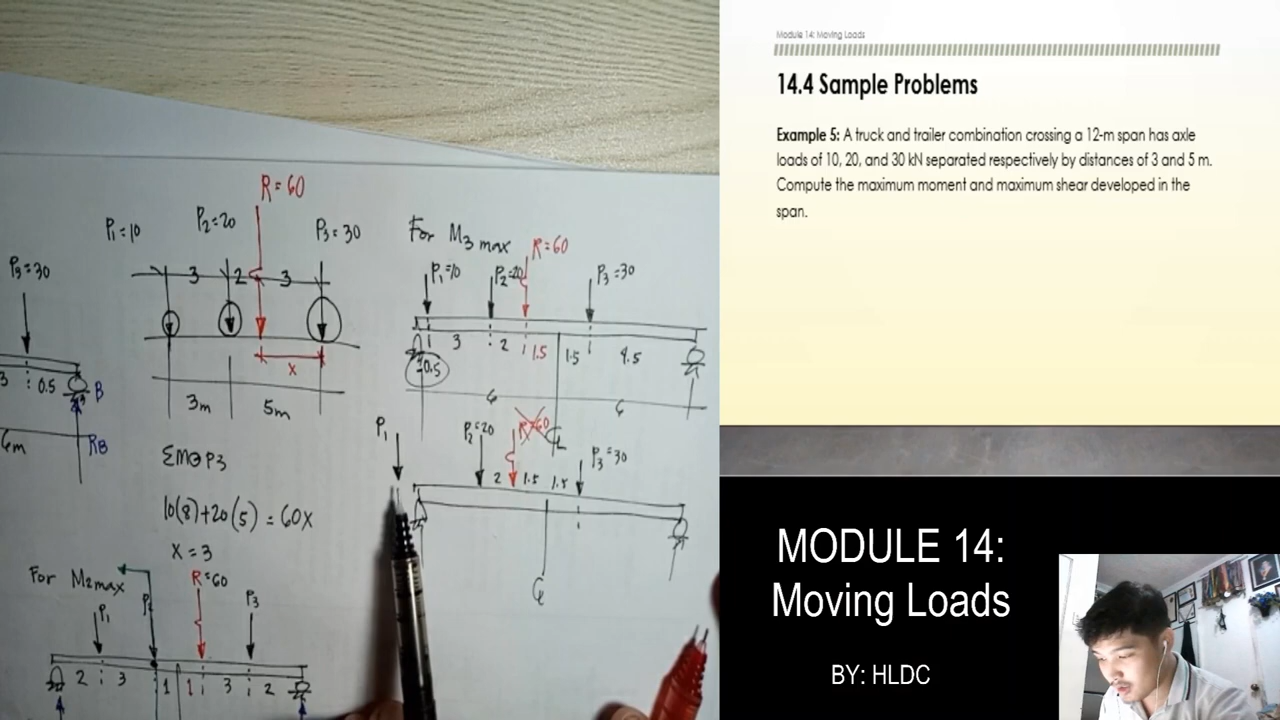 R=60
P1=10
P2=20
P3=30
3
2
3
x
3m
5m
ΣM@P3
10(8)+20(5)=60x
x=3
P3=30
3
0.5
B
6m
RB
For M2max
R=60
P1
P2
P3
2
3
1
1
3
2
For M3 max
R=60
P1=10
P2=20
P3=30
3
2
1.5
1.5
4.5
-0.5
6
6
P1
P2=20
R=60
P3=30
2
1.5
1.5
Module 14: Moving Loads
14.4 Sample Problems
Example 5: A truck and trailer combination crossing a 12-m span has axle
loads of 10, 20, and 30 kN separated respectively by distances of 3 and 5 m.
Compute the maximum moment and maximum shear developed in the
span.
MODULE 14:
Moving Loads
BY: HLDC